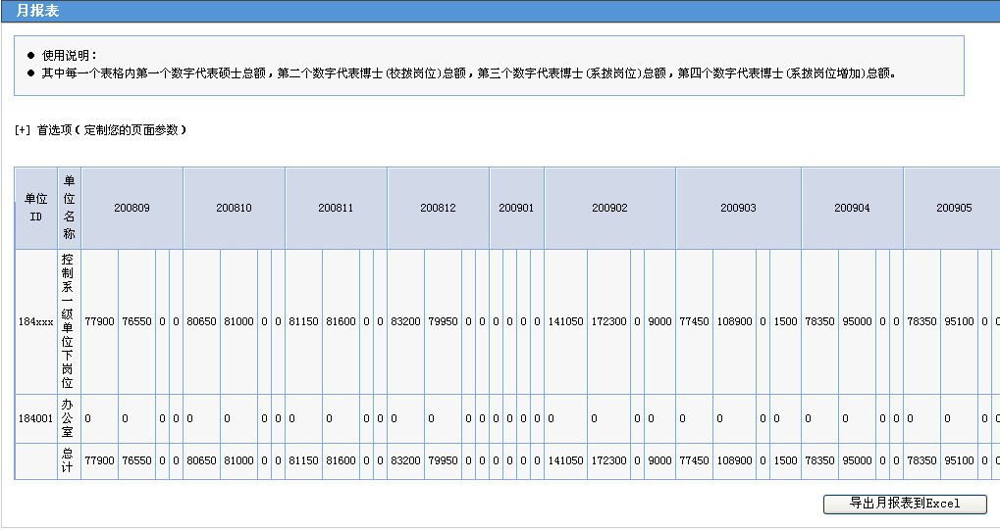 月报表
● 使用说明：
● 其中每一个表格内第一个数字代表硕士总额，第二个数字代表博士(校拨岗位)总额，第三个数字代表博士(系拨岗位)总额，第四个数字代表博士(系拨岗位增加)总额。
[+] 首选项(定制您的页面参数)
单位ID 单位名称 200809 200810 200811 200812 200901 200902 200903 200904 200905
184xxx 控制系一级单位下岗位 77900 76550 0 0 80650 81000 0 0 81150 81600 0 0 83200 79950 0 0 0 0 0 0 141050 172300 0 9000 77450 108900 0 1500 78350 95000 0 0 78350 95100 0 0
184001 办公室 0 0 0 0 0 0 0 0 0 0 0 0 0 0 0 0 0 0 0 0 0 0 0 0 0 0 0 0 0 0 0 0 0 0 0 0
总计 77900 76550 0 0 80650 81000 0 0 81150 81600 0 0 83200 79950 0 0 0 0 0 0 141050 172300 0 9000 77450 108900 0 1500 78350 95000 0 0 78350 95100 0 0
导出月报表到Excel